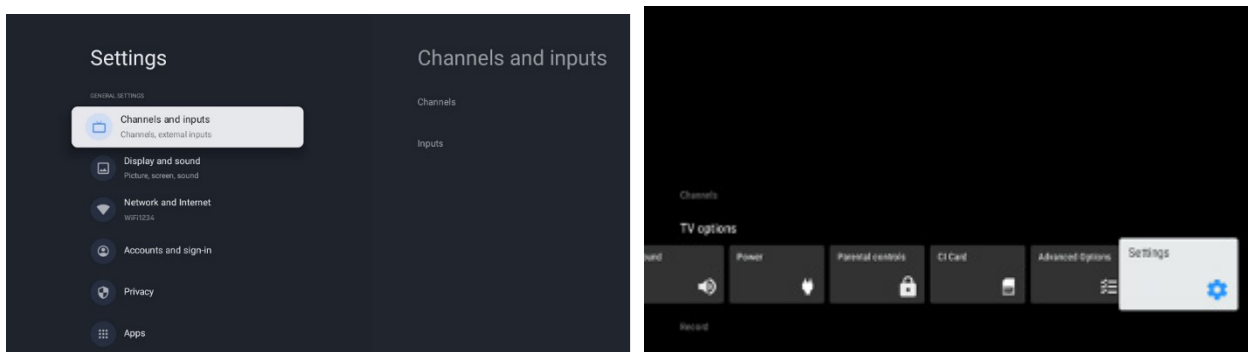 Settings
GENERAL SETTINGS
Channels and inputs
Channels, external inputs
Display and sound
Picture, screen, sound
Network and Internet
WiFi1234
Accounts and sign-in
Privacy
Apps
Channels and inputs
Channels
Inputs
Channels
TV options
ound
Power
Parental controls
CI Card
Advanced Options
Settings
Record